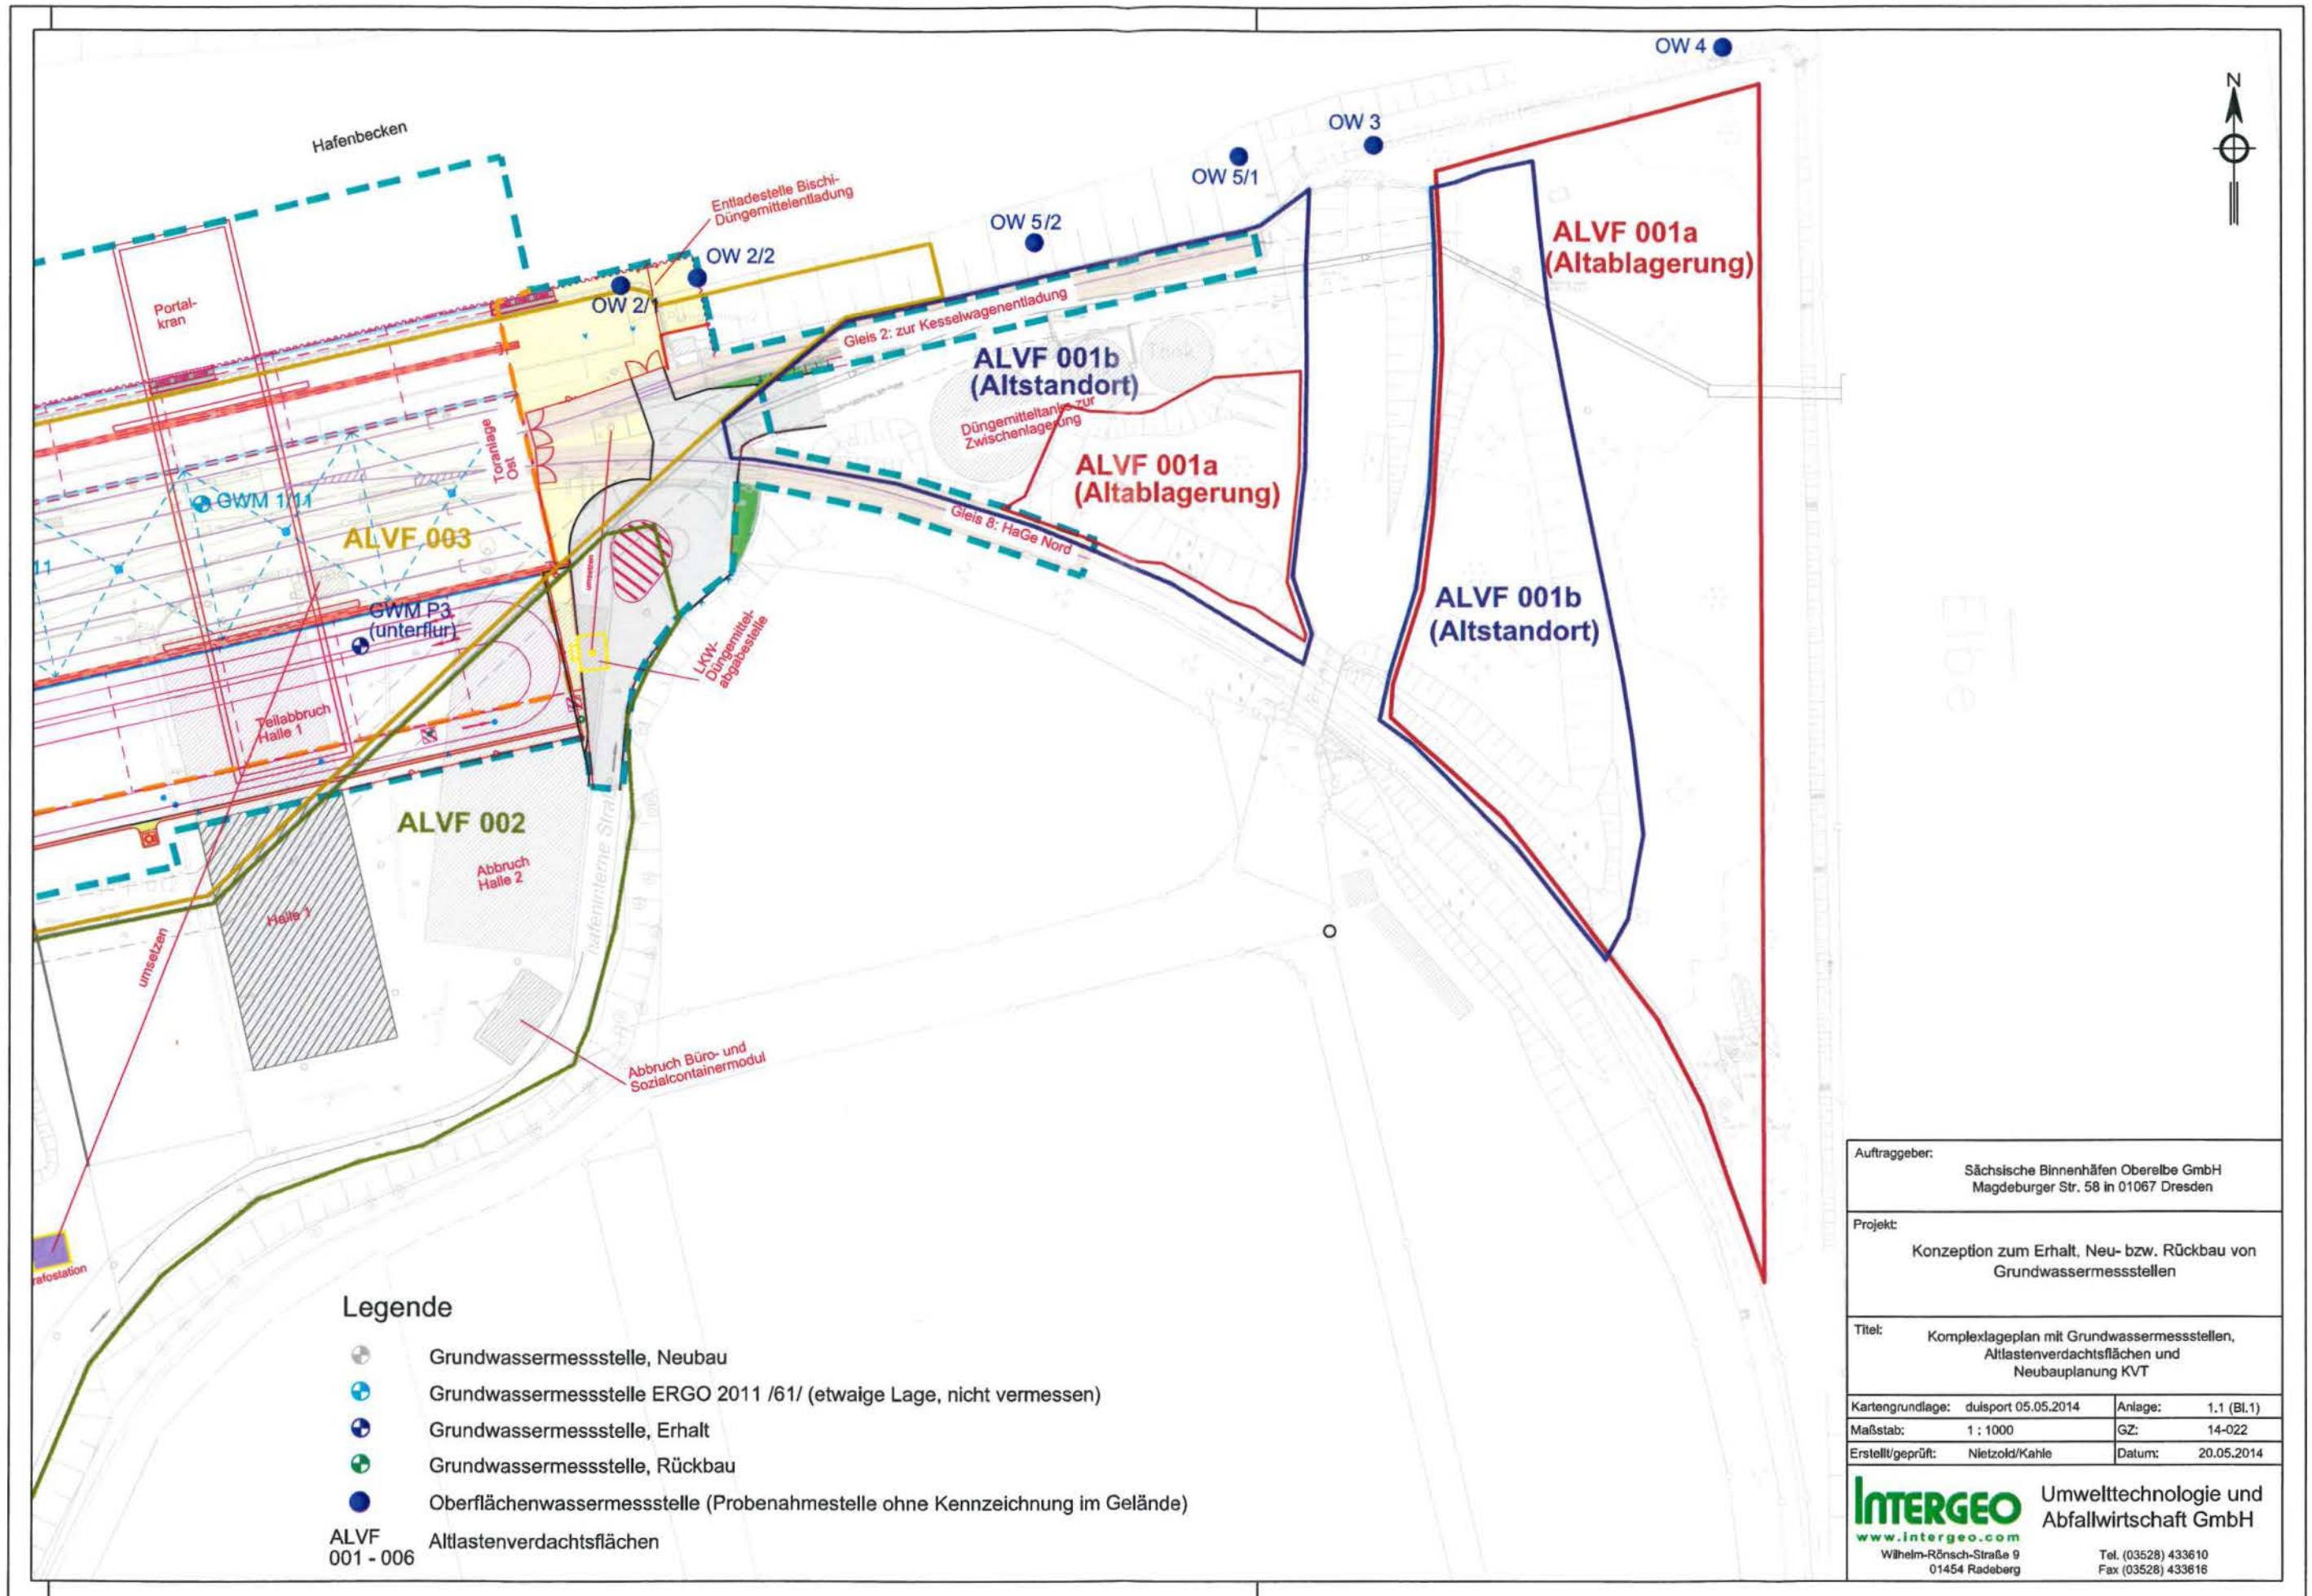 OW 4
N
Hafenbecken
OW 3
OW 5/1
Entladestelle Bischi-
Düngemittelentladung
OW 5/2
OW 2/2
OW 2/1
Portal-
kran
ALVF 001a
(Altablagerung)
Gleis 2: zur Kesselwagenentladung
ALVF 001b
(Altstandort)
Tank
Düngemitteltanks zur
Zwischenlagerung
Toranlage
Ost
ALVF 001a
(Altablagerung)
GWM 1/11
Gleis 8: HaGe Nord
ALVF 003
11
umsetzen
GWM P3
(unterflur)
ALVF 001b
(Altstandort)
Elbe
LKW-
Düngemittel-
abgabestelle
Teilabbruch
Halle 1
ALVF 002
hafeninterne Straße
Abbruch
Halle 2
Halle 1
umsetzen
Abbruch Büro- und
Sozialcontainermodul
rafostation
Legende
Grundwassermessstelle, Neubau
Grundwassermessstelle ERGO 2011 /61/ (etwaige Lage, nicht vermessen)
Grundwassermessstelle, Erhalt
Grundwassermessstelle, Rückbau
Oberflächenwassermessstelle (Probenahmestelle ohne Kennzeichnung im Gelände)
ALVF
001 - 006
Altlastenverdachtsflächen
Auftraggeber:
Sächsische Binnenhäfen Oberelbe GmbH
Magdeburger Str. 58 in 01067 Dresden
Projekt:
Konzeption zum Erhalt, Neu- bzw. Rückbau von
Grundwassermessstellen
Titel: Komplexlageplan mit Grundwassermessstellen,
Altlastenverdachtsflächen und
Neubauplanung KVT
Kartengrundlage: duisport 05.05.2014 Anlage: 1.1 (Bl.1)
Maßstab: 1 : 1000 GZ: 14-022
Erstellt/geprüft: Nietzold/Kahle Datum: 20.05.2014
INTERGEO
www.intergeo.com
Umwelttechnologie und
Abfallwirtschaft GmbH
Wilhelm-Rönsch-Straße 9
01454 Radeberg
Tel. (03528) 433610
Fax (03528) 433616